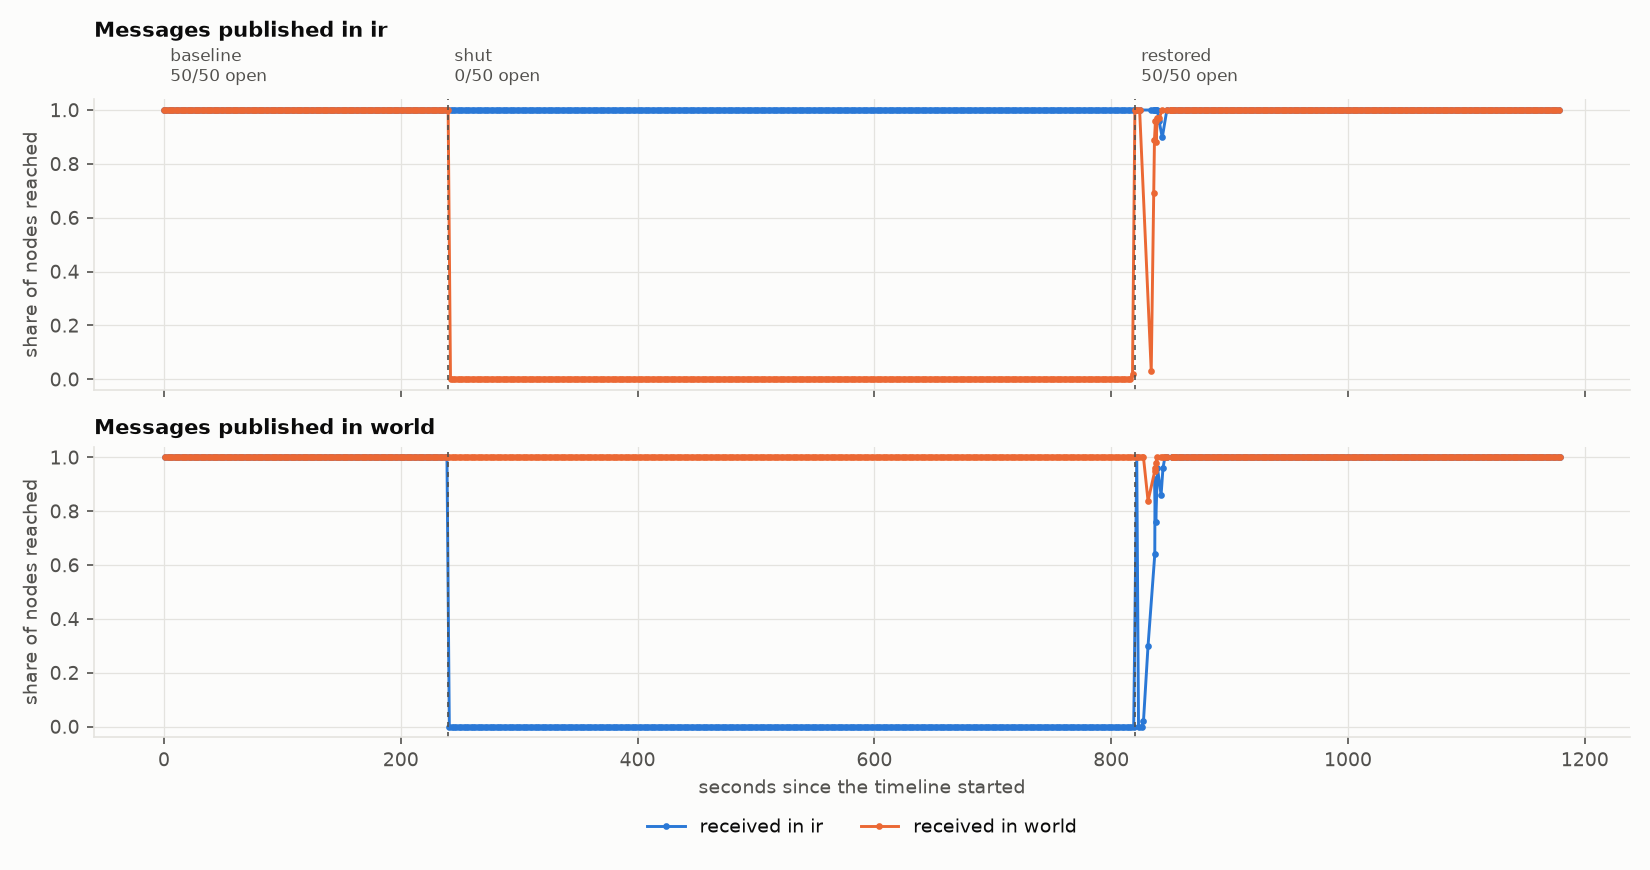 Messages published in ir
baseline
50/50 open
shut
0/50 open
restored
50/50 open
share of nodes reached
1.0
0.8
0.6
0.4
0.2
0.0
Messages published in world
share of nodes reached
1.0
0.8
0.6
0.4
0.2
0.0
0
200
400
600
800
1000
1200
seconds since the timeline started
received in ir
received in world